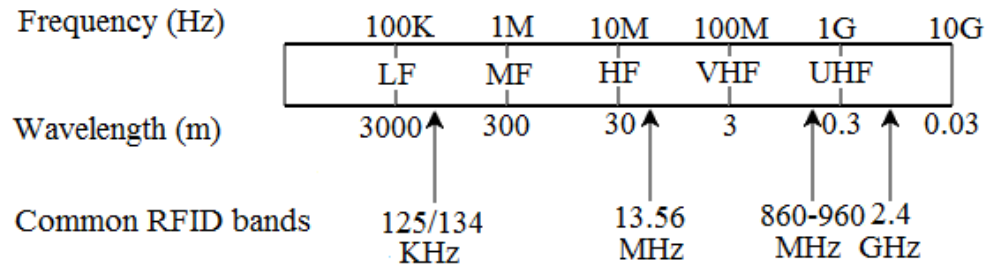 Frequency (Hz) 100K 1M 10M 100M 1G 10G
LF MF HF VHF UHF
Wavelength (m) 3000 300 30 3 0.3 0.03
Common RFID bands 125/134 13.56 860-960 2.4
KHz MHz MHz GHz